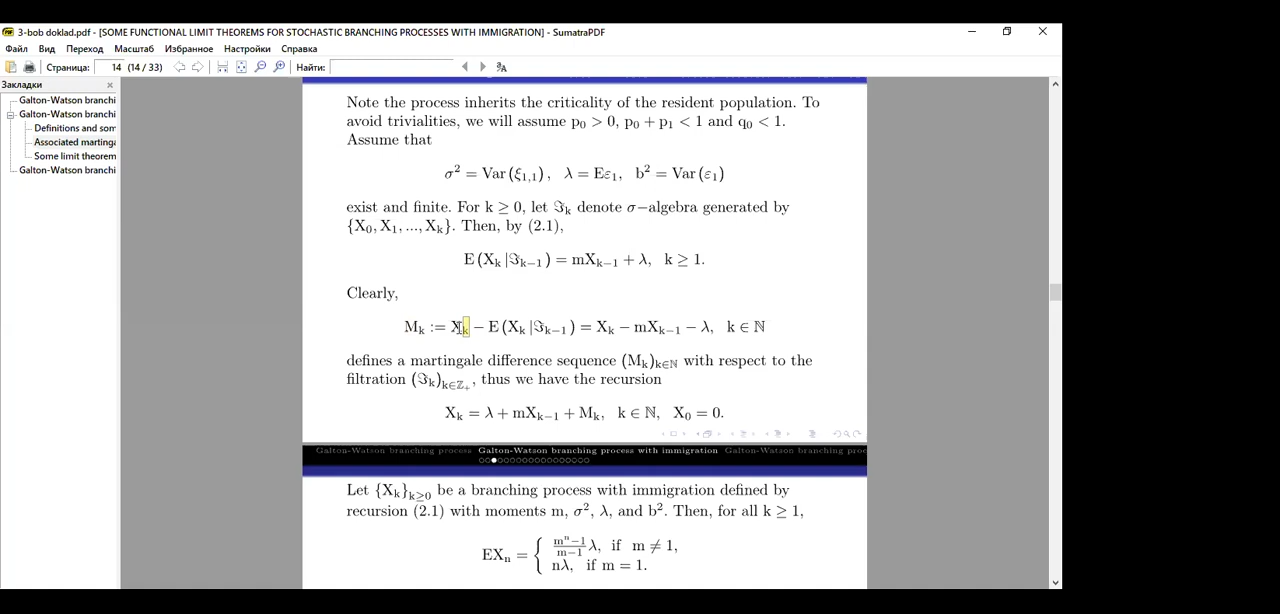 3-bob doklad.pdf - [SOME FUNCTIONAL LIMIT THEOREMS FOR STOCHASTIC BRANCHING PROCESSES WITH IMMIGRATION] - SumatraPDF
Файл Вид Переход Масштаб Избранное Настройки Справка
Страница: 14 (14 / 33) Найти:
Закладки
Galton-Watson branchi
Galton-Watson branchi
Definitions and som
Associated martinga
Some limit theorem
Galton-Watson branchi
Note the process inherits the criticality of the resident population. To
avoid trivialities, we will assume p₀ > 0, p₀ + p₁ < 1 and q₀ < 1.
Assume that
σ² = Var (ξ₁,₁), λ = Eε₁, b² = Var (ε₁)
exist and finite. For k ≥ 0, let ℑₖ denote σ−algebra generated by
{X₀, X₁, ..., Xₖ}. Then, by (2.1),
E (Xₖ |ℑₖ₋₁) = mXₖ₋₁ + λ, k ≥ 1.
Clearly,
Mₖ := Xₖ − E (Xₖ |ℑₖ₋₁) = Xₖ − mXₖ₋₁ − λ, k ∈ ℕ
defines a martingale difference sequence (Mₖ)k∈ℕ with respect to the
filtration (ℑₖ)k∈ℤ₊, thus we have the recursion
Xₖ = λ + mXₖ₋₁ + Mₖ, k ∈ ℕ, X₀ = 0.
Galton-Watson branching process Galton-Watson branching process with immigration Galton-Watson branching proce
Let {Xₖ}k≥0 be a branching process with immigration defined by
recursion (2.1) with moments m, σ², λ, and b². Then, for all k ≥ 1,
EXₙ = { (mⁿ−1)/(m−1) λ, if m ≠ 1,
nλ, if m = 1.